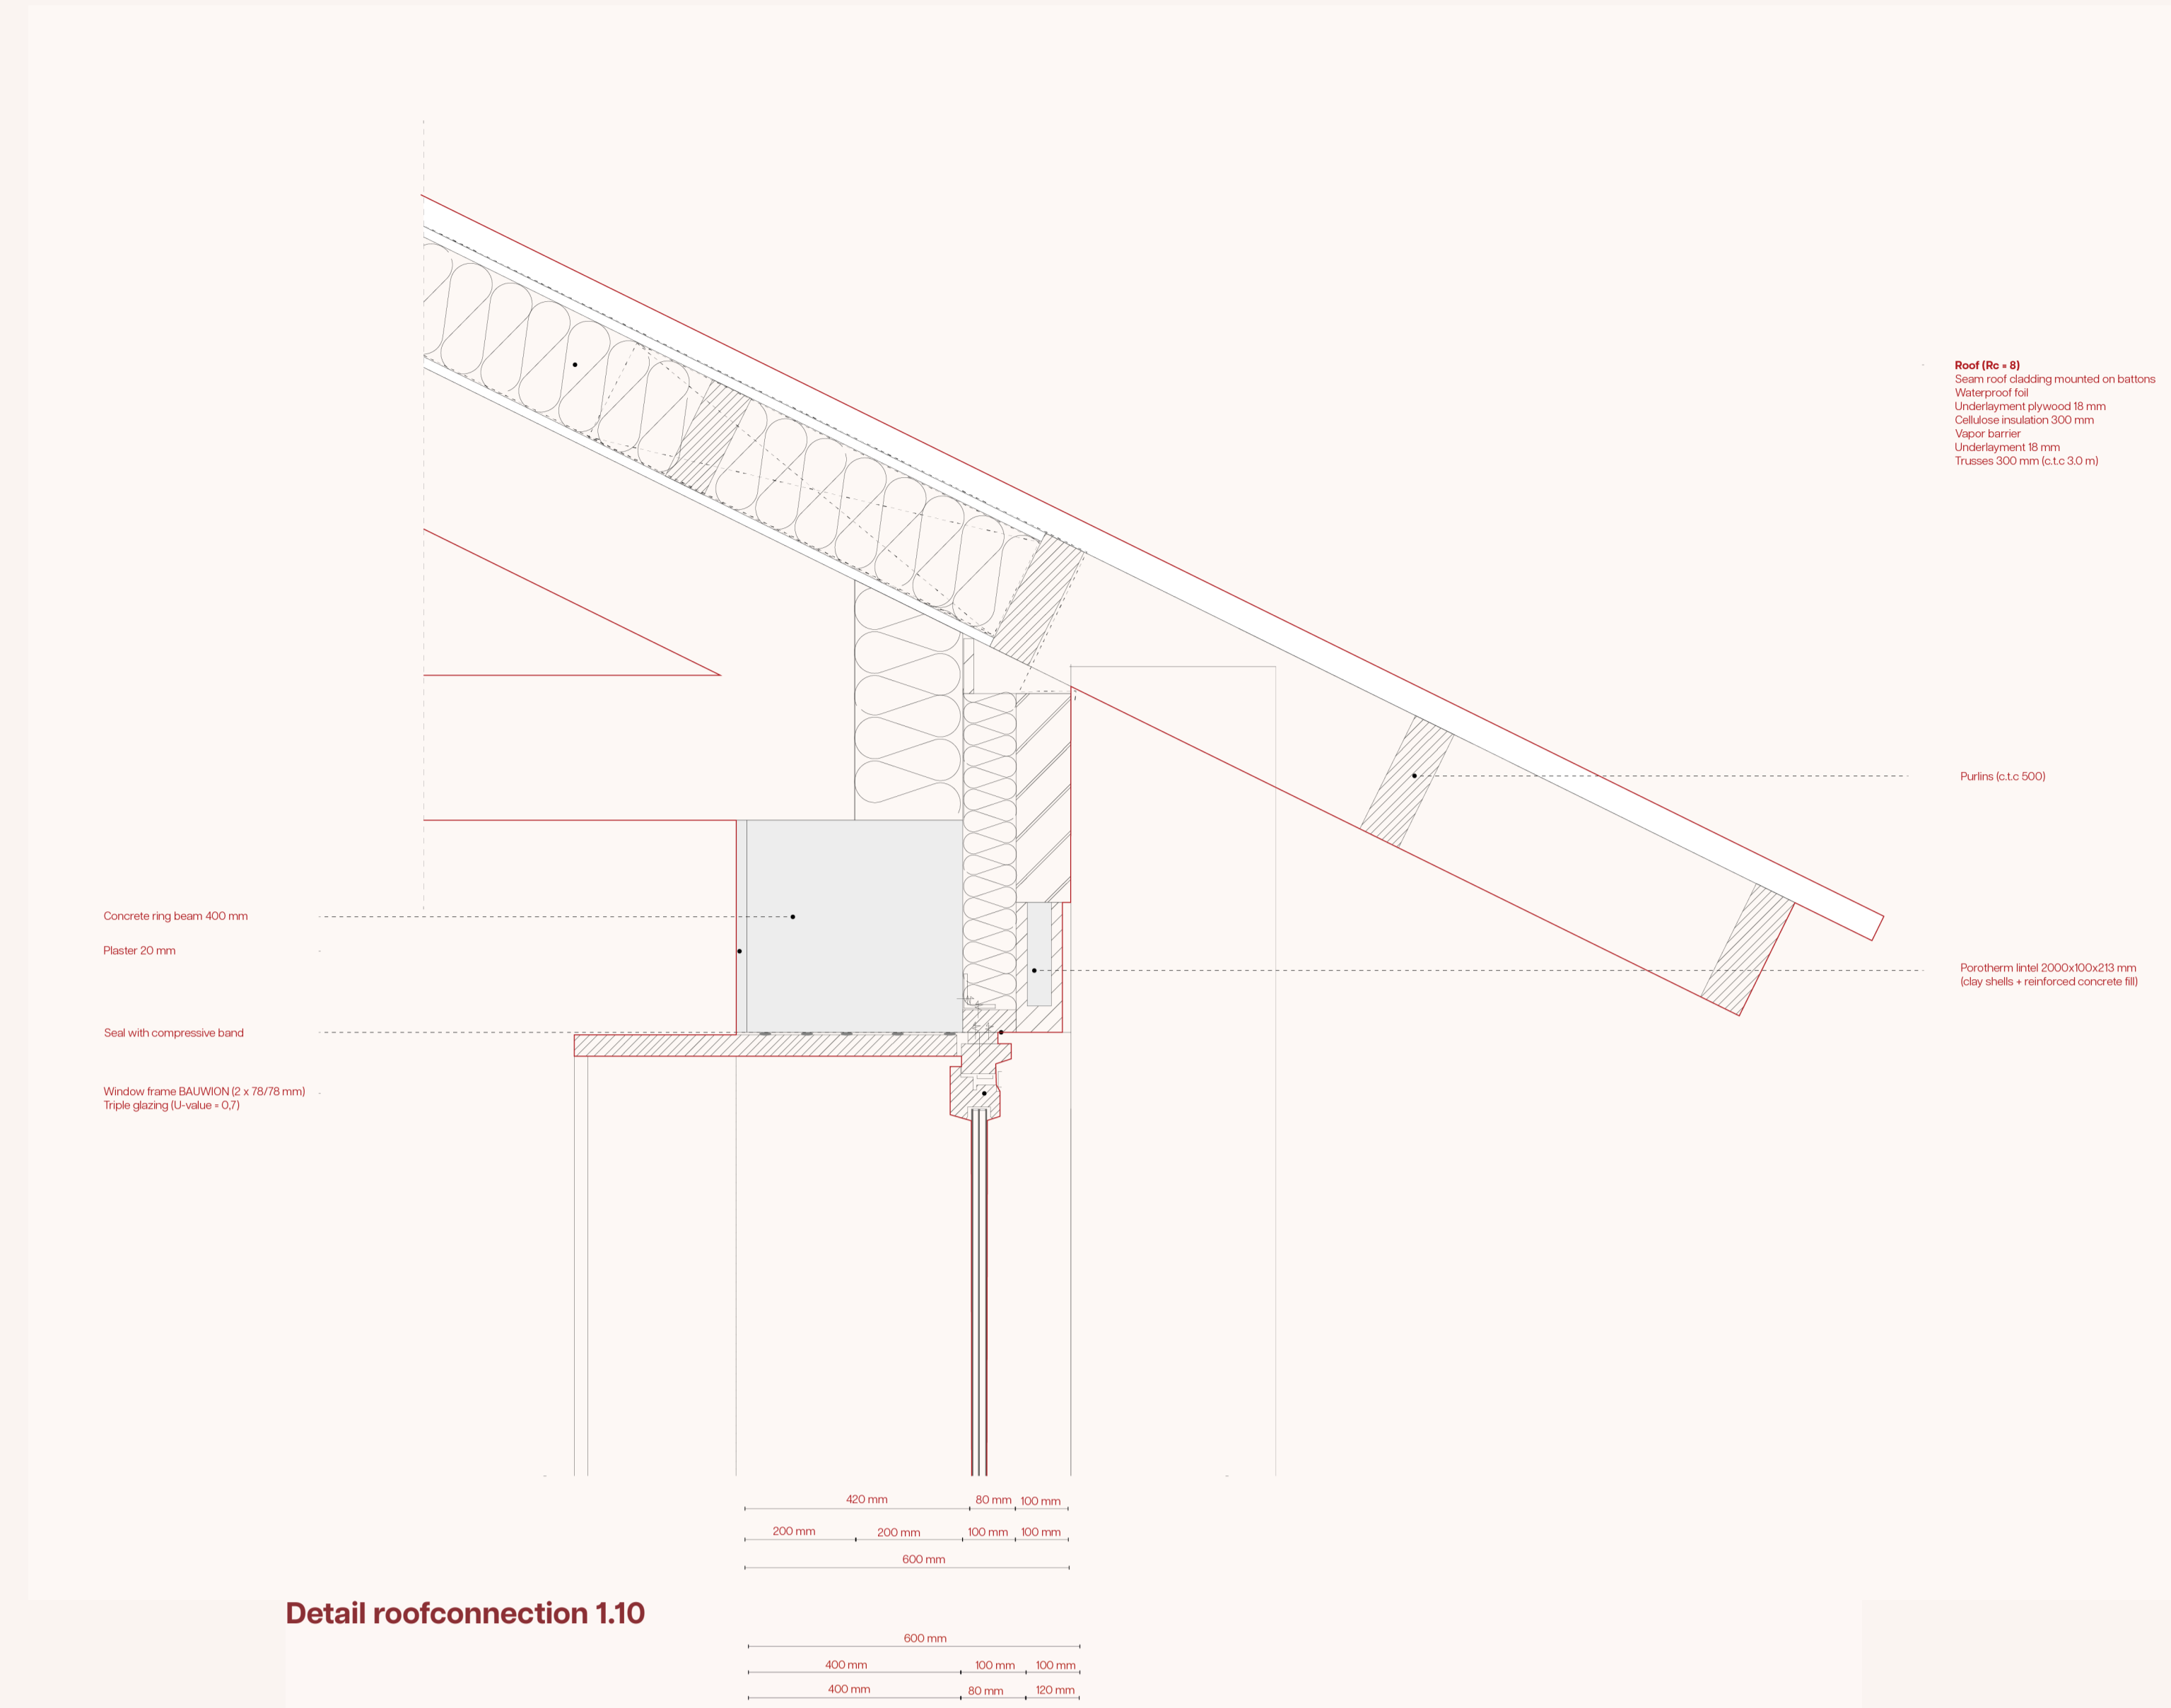 Roof (Rc = 8)
Seam roof cladding mounted on battons
Waterproof foil
Underlayment plywood 18 mm
Cellulose insulation 300 mm
Vapor barrier
Underlayment 18 mm
Trusses 300 mm (c.t.c 3.0 m)
Purlins (c.t.c 500)
Concrete ring beam 400 mm
Plaster 20 mm
Porotherm lintel 2000x100x213 mm
(clay shells + reinforced concrete fill)
Seal with compressive band
Window frame BAUWION (2 x 78/78 mm)
Triple glazing (U-value = 0,7)
420 mm 80 mm 100 mm
200 mm 200 mm 100 mm 100 mm
600 mm
Detail roofconnection 1.10
600 mm
400 mm 100 mm 100 mm
400 mm 80 mm 120 mm